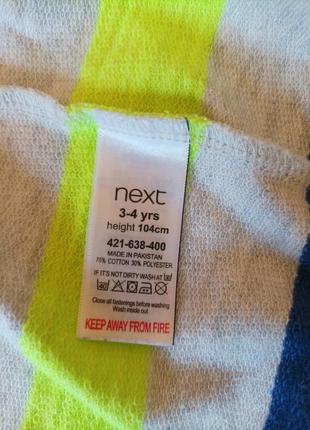 next
3-4 yrs
height 104cm
421-638-400
MADE IN PAKISTAN
70% COTTON 30% POLYESTER
IF IT'S NOT DIRTY WASH AT
Close all fastenings before washing
Wash inside out
KEEP AWAY FROM FIRE